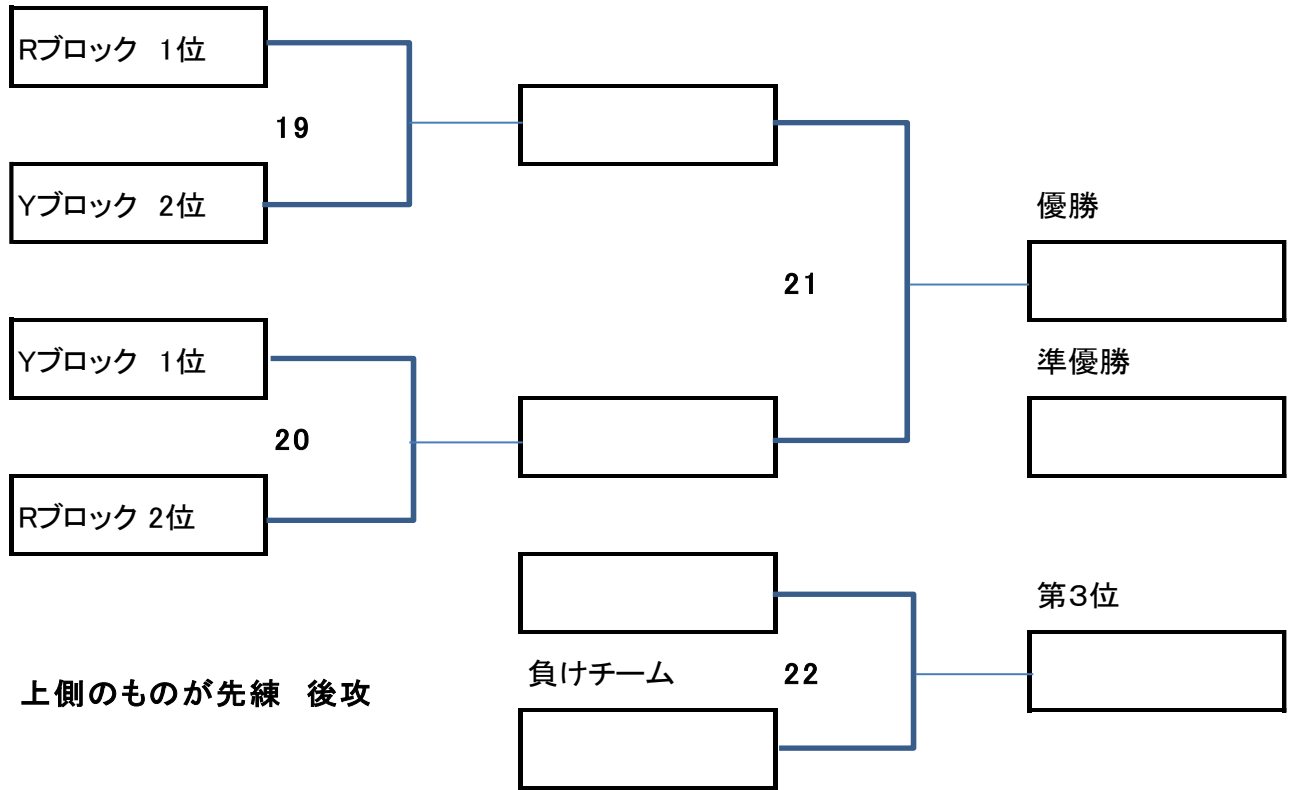 Rブロック　1位
19
Yブロック　2位
優勝
21
Yブロック　1位
準優勝
20
Rブロック 2位
第3位
負けチーム
22
上側のものが先練　後攻